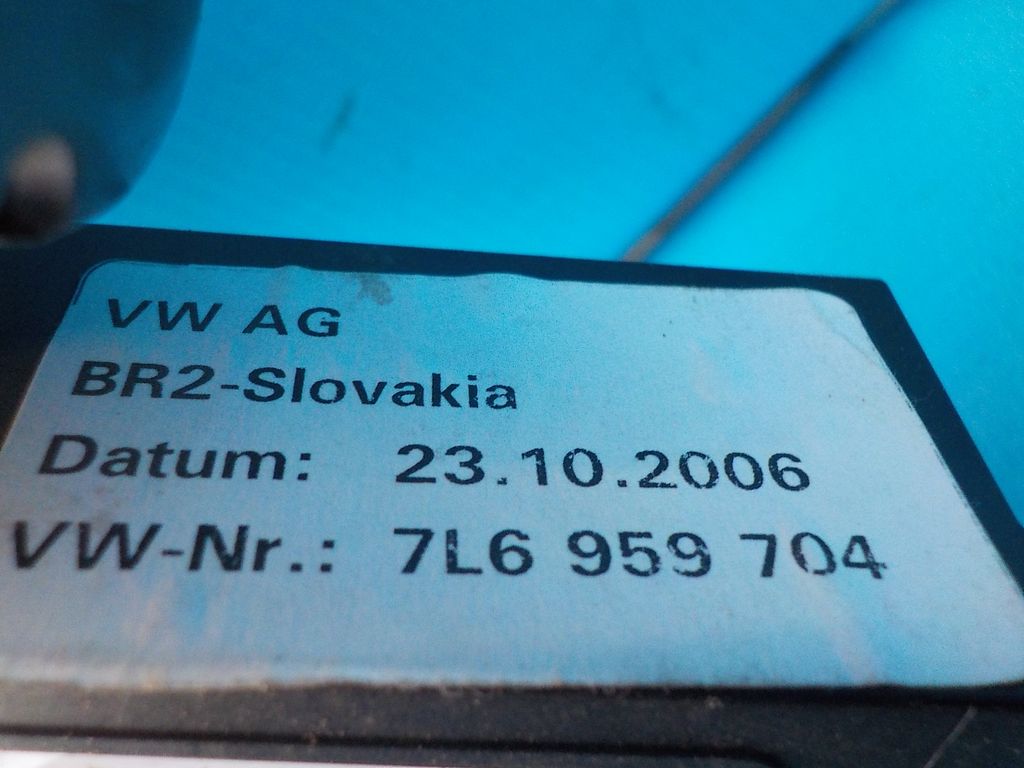 VW AG
BR2-Slovakia
Datum: 23.10.2006
VW-Nr.: 7L6 959 704